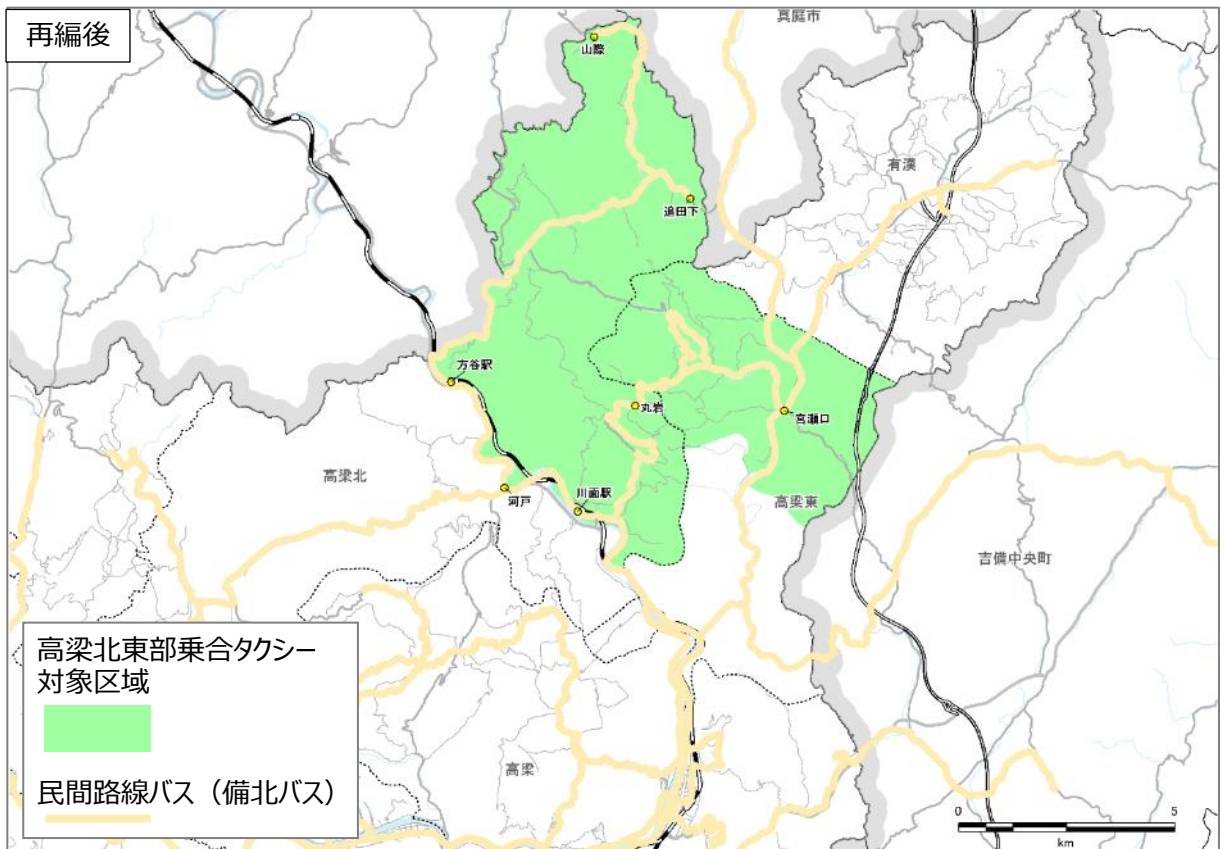 再編後
真庭市
山際
有漢
追田下
方谷駅
丸岩
宮瀬口
高梁北
河戸
川面駅
高梁東
吉備中央町
高梁北東部乗合タクシー
対象区域
民間路線バス（備北バス）
高梁
0 5
km